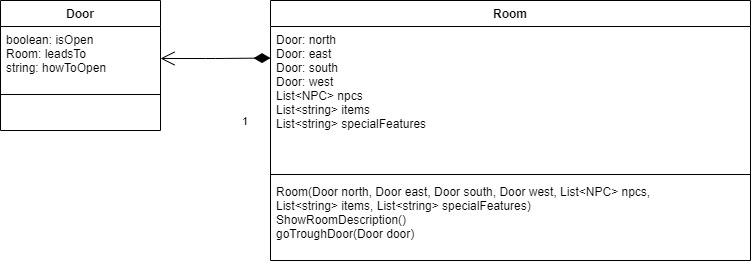 Door
boolean: isOpen
Room: leadsTo
string: howToOpen
1
Room
Door: north
Door: east
Door: south
Door: west
List<NPC> npcs
List<string> items
List<string> specialFeatures
Room(Door north, Door east, Door south, Door west, List<NPC> npcs,
List<string> items, List<string> specialFeatures)
ShowRoomDescription()
goTroughDoor(Door door)